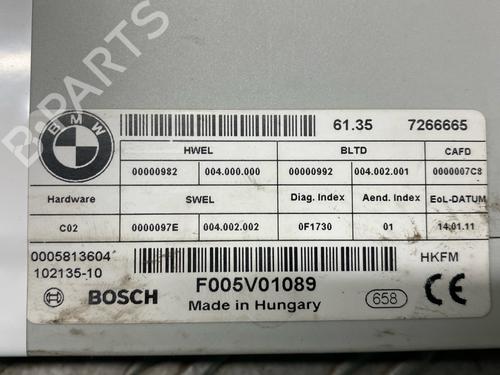 B-PARTS
BMW
61.35 7266665
HWEL BLTD CAFD
00000982 004.000.000 00000992 004.002.001 0000007C8
Hardware SWEL Diag. Index Aend. Index EoL-DATUM
C02 0000097E 004.002.002 0F1730 01 14.01.11
0005813604
102135-10
HKFM
BOSCH F005V01089
Made in Hungary 658 CE